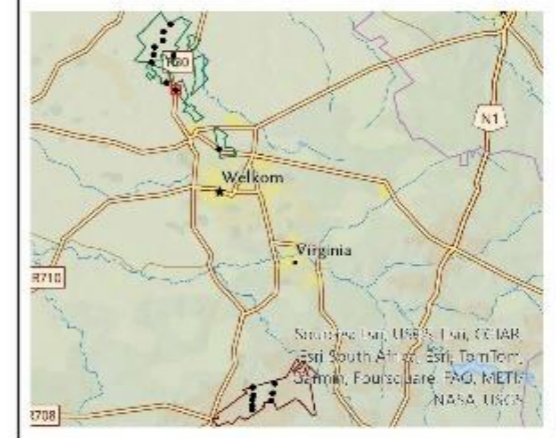 R30
N1
Welkom
Virginia
R710
Sources: Esri, USGS, Esri, CGIAR,
Esri South Africa, Esri, TomTom,
Garmin, Foursquare, FAO, METI/
NASA, USGS
R708